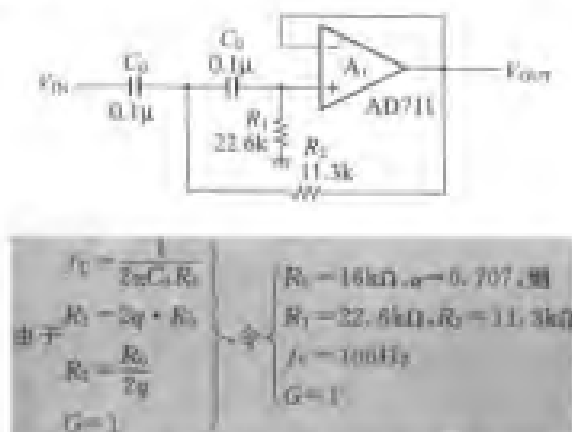 C₀
0.1μ
C₀
0.1μ
V_IN
−
+
A₁
AD711
V_OUT
R₁
22.6k
R₂
11.3k
由于
f_C=1/2πC₀R₀
R₁=2q·R₀
R₂=R₀/2q
G=1
令
R₀=16kΩ,q=0.707,则
R₁=22.6kΩ,R₂=11.3kΩ
f_C=100Hz
G=1